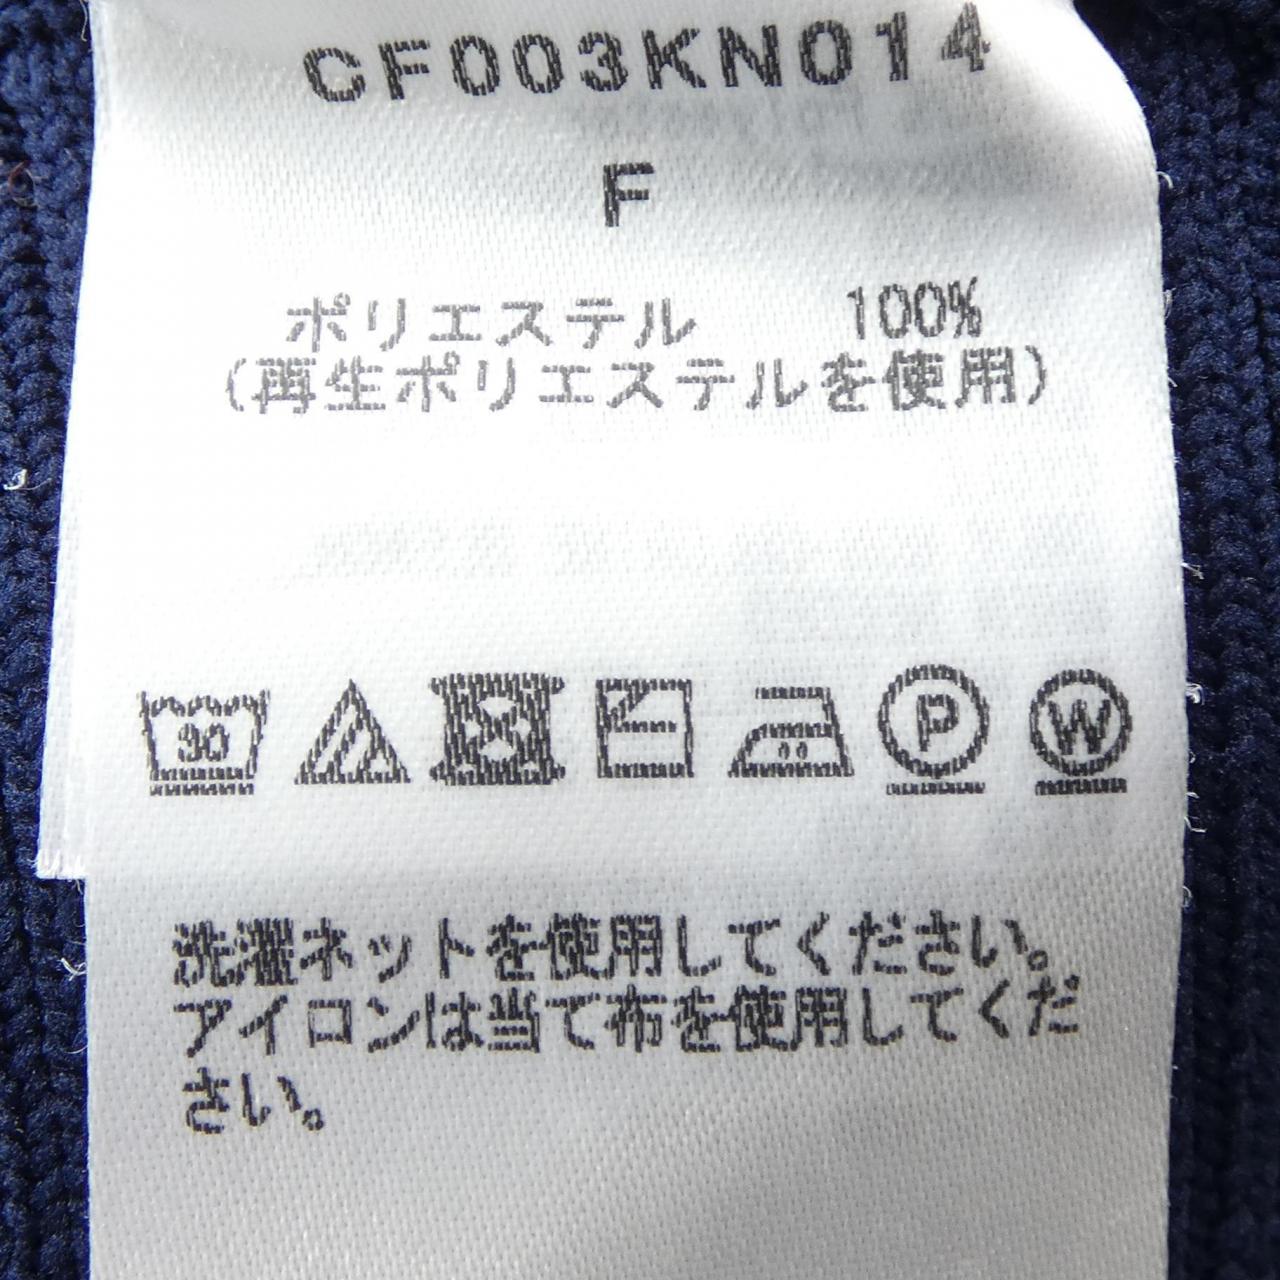 CF003KN014
F
ポリエステル 100%
(再生ポリエステルを使用)
30 P W
洗濯ネットを使用してください。
アイロンは当て布を使用してくだ
さい。